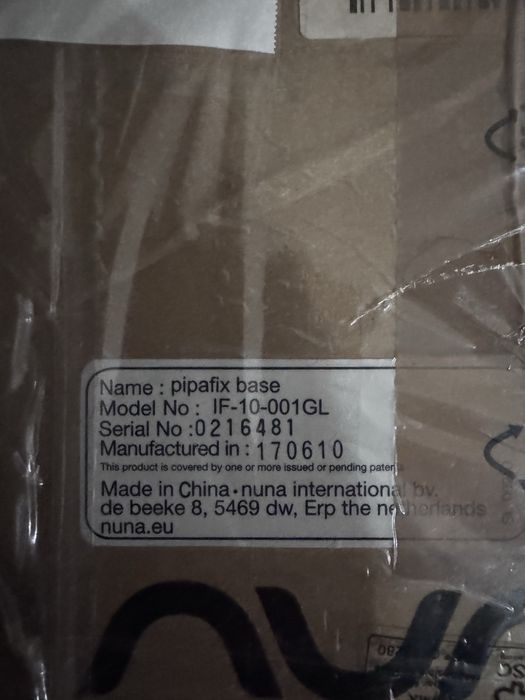 Name : pipafix base
Model No : IF-10-001GL
Serial No :0216481
Manufactured in : 170610
This product is covered by one or more issued or pending paten
Made in China • nuna international bv.
de beeke 8, 5469 dw, Erp the netherlands
nuna.eu